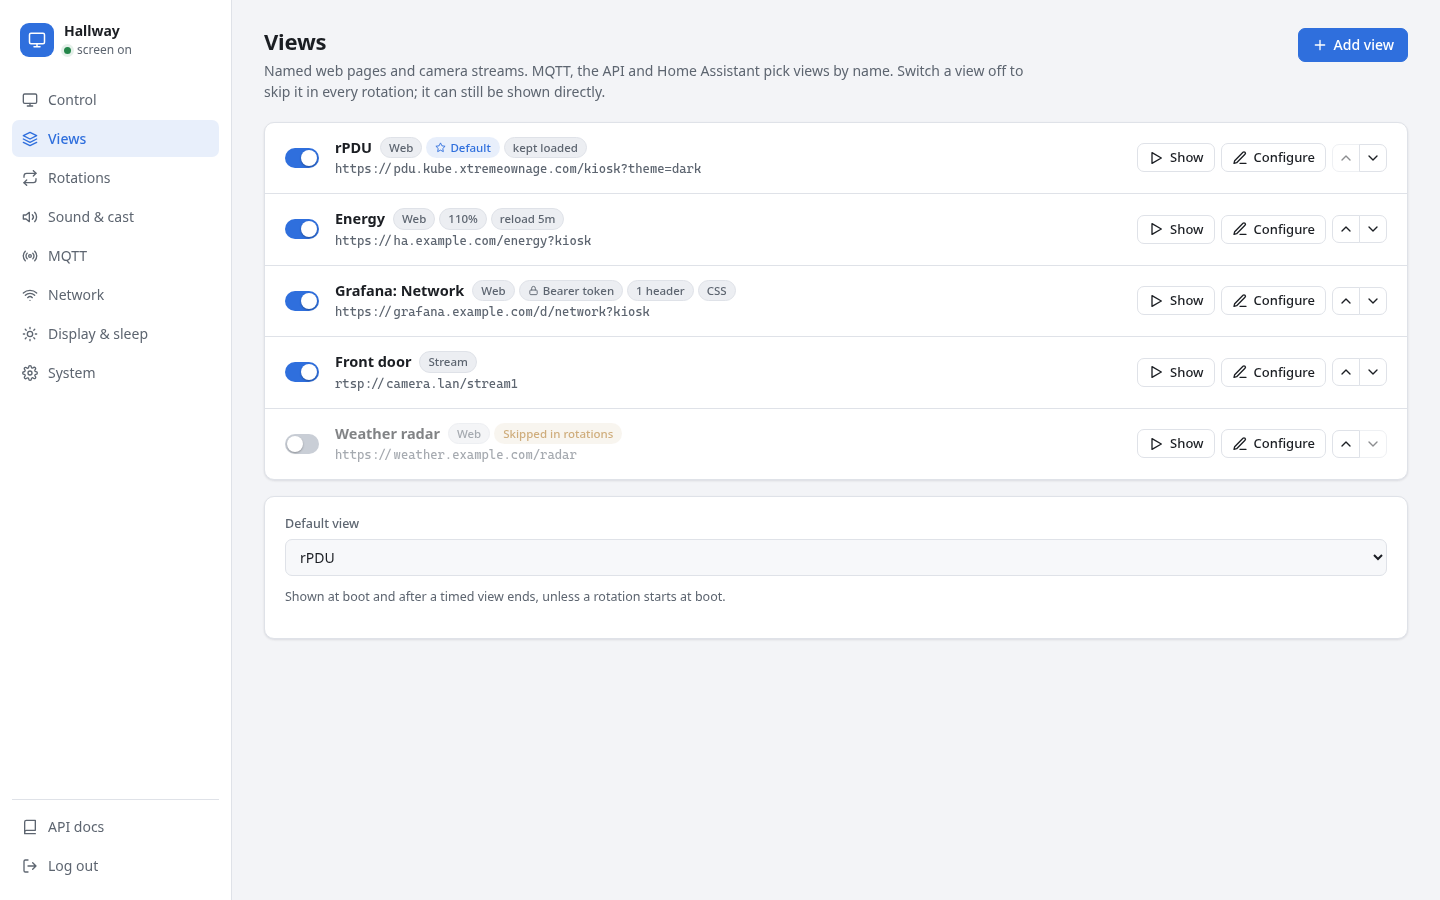 Hallway
screen on
Control
Views
Rotations
Sound & cast
MQTT
Network
Display & sleep
System
API docs
Log out
Views
Add view
Named web pages and camera streams. MQTT, the API and Home Assistant pick views by name. Switch a view off to
skip it in every rotation; it can still be shown directly.
rPDU Web Default kept loaded
https://pdu.kube.xtremeownage.com/kiosk?theme=dark
Show Configure
Energy Web 110% reload 5m
https://ha.example.com/energy?kiosk
Show Configure
Grafana: Network Web Bearer token 1 header CSS
https://grafana.example.com/d/network?kiosk
Show Configure
Front door Stream
rtsp://camera.lan/stream1
Show Configure
Weather radar Web Skipped in rotations
https://weather.example.com/radar
Show Configure
Default view
rPDU
Shown at boot and after a timed view ends, unless a rotation starts at boot.